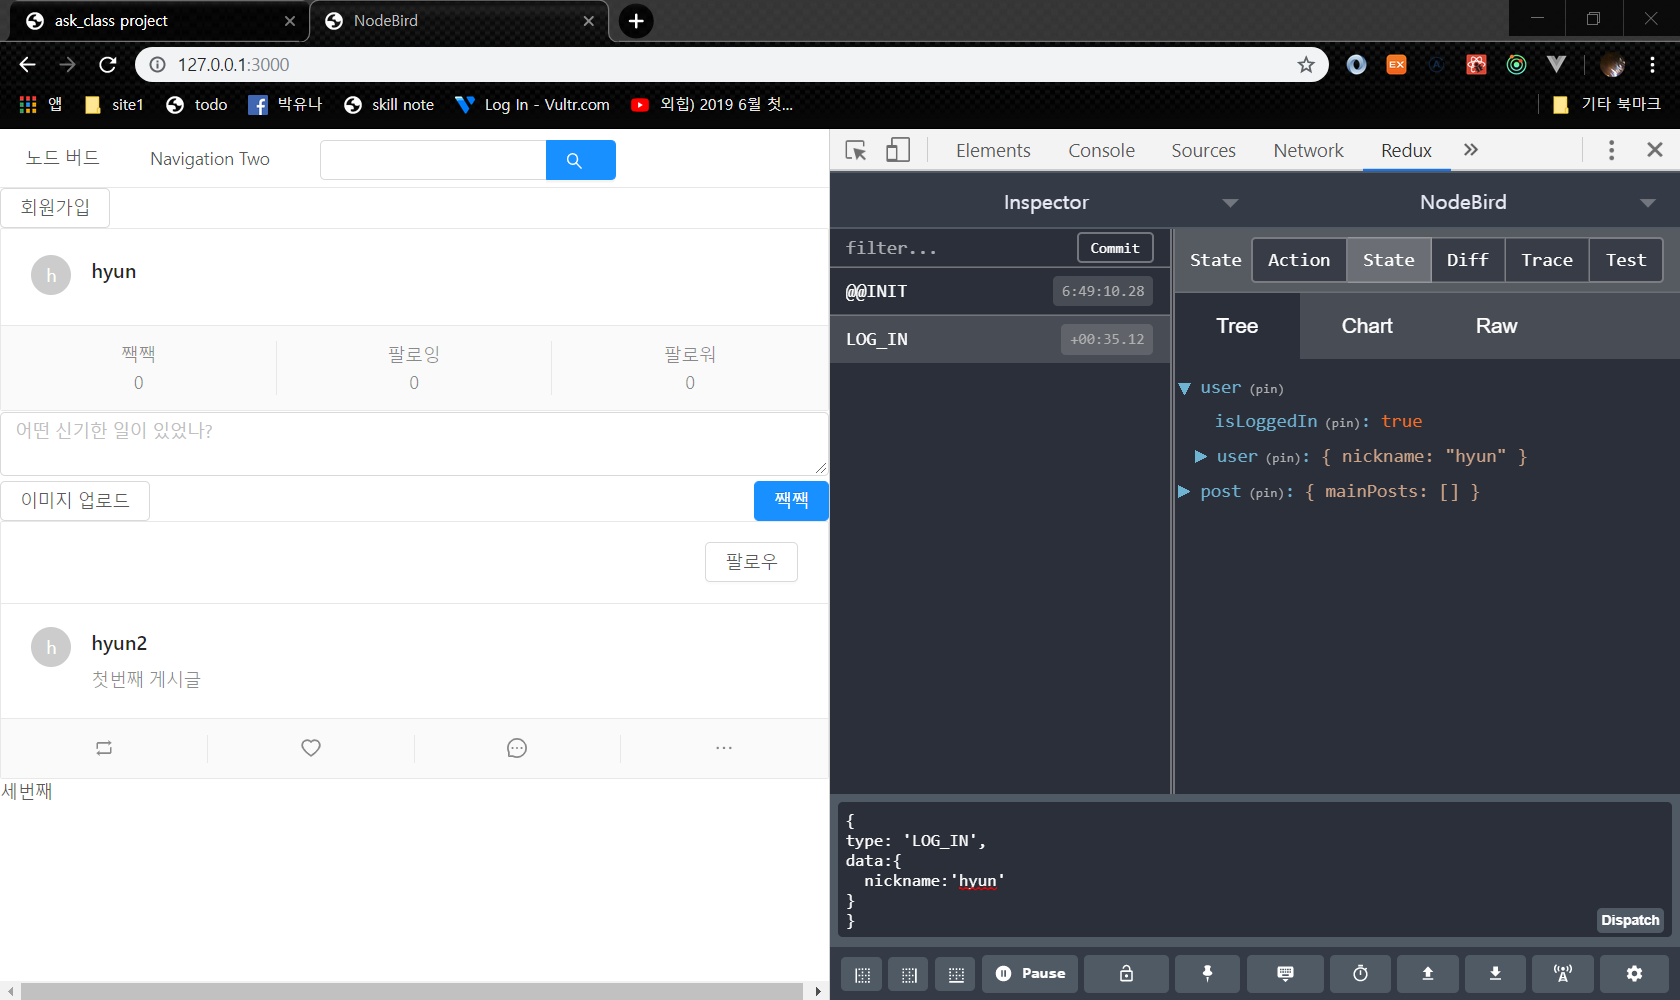 ask_class project
NodeBird
127.0.0.1:3000
앱
site1
todo
박유나
skill note
Log In - Vultr.com
외힙) 2019 6월 첫...
기타 북마크
노드 버드
Navigation Two
회원가입
h
hyun
짹짹
0
팔로잉
0
팔로워
0
어떤 신기한 일이 있었나?
이미지 업로드
짹짹
팔로우
h
hyun2
첫번째 게시글
세번째
Elements
Console
Sources
Network
Redux
Inspector
NodeBird
filter...
Commit
@@INIT
6:49:10.28
LOG_IN
+00:35.12
State
Action
State
Diff
Trace
Test
Tree
Chart
Raw
user (pin)
isLoggedIn (pin): true
user (pin): { nickname: "hyun" }
post (pin): { mainPosts: [] }
{
type: 'LOG_IN',
data:{
nickname:'hyun'
}
}
Dispatch
Pause